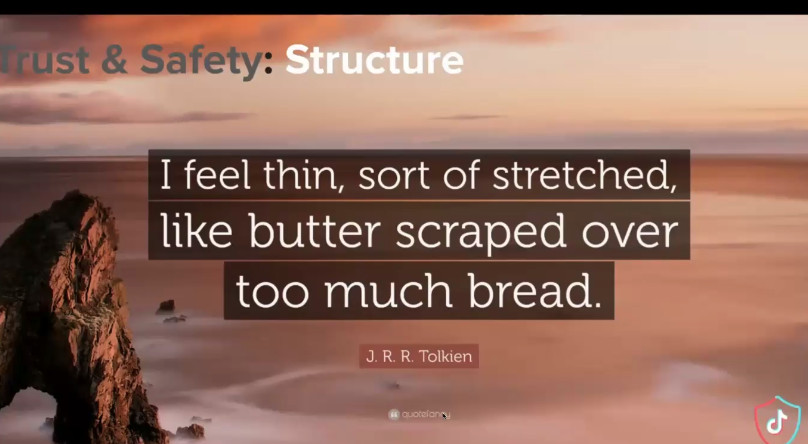 Trust & Safety: Structure
I feel thin, sort of stretched,
like butter scraped over
too much bread.
J. R. R. Tolkien
quotefancy